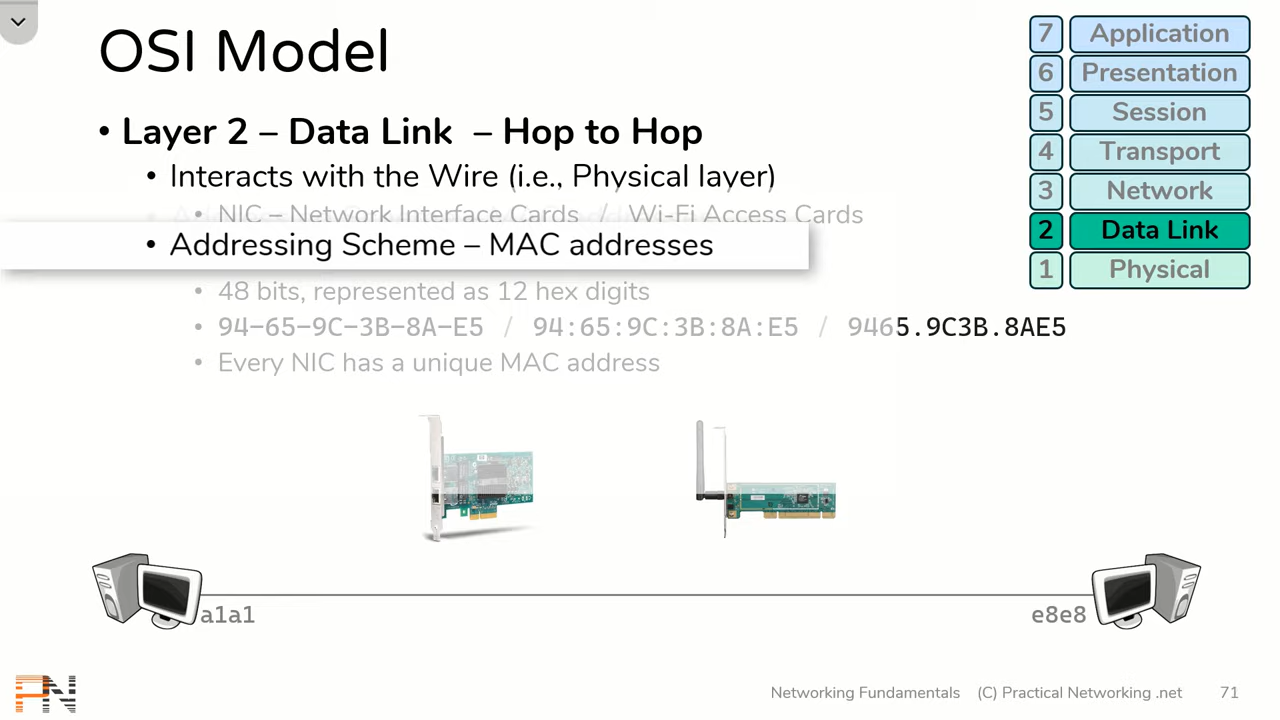 OSI Model
• Layer 2 – Data Link – Hop to Hop
• Interacts with the Wire (i.e., Physical layer)
• NIC – Network Interface Cards / Wi-Fi Access Cards
• Addressing Scheme – MAC addresses
• 48 bits, represented as 12 hex digits
• 94-65-9C-3B-8A-E5 / 94:65:9C:3B:8A:E5 / 9465.9C3B.8AE5
• Every NIC has a unique MAC address
7 Application
6 Presentation
5 Session
4 Transport
3 Network
2 Data Link
1 Physical
a1a1
e8e8
PN
Networking Fundamentals (C) Practical Networking .net 71